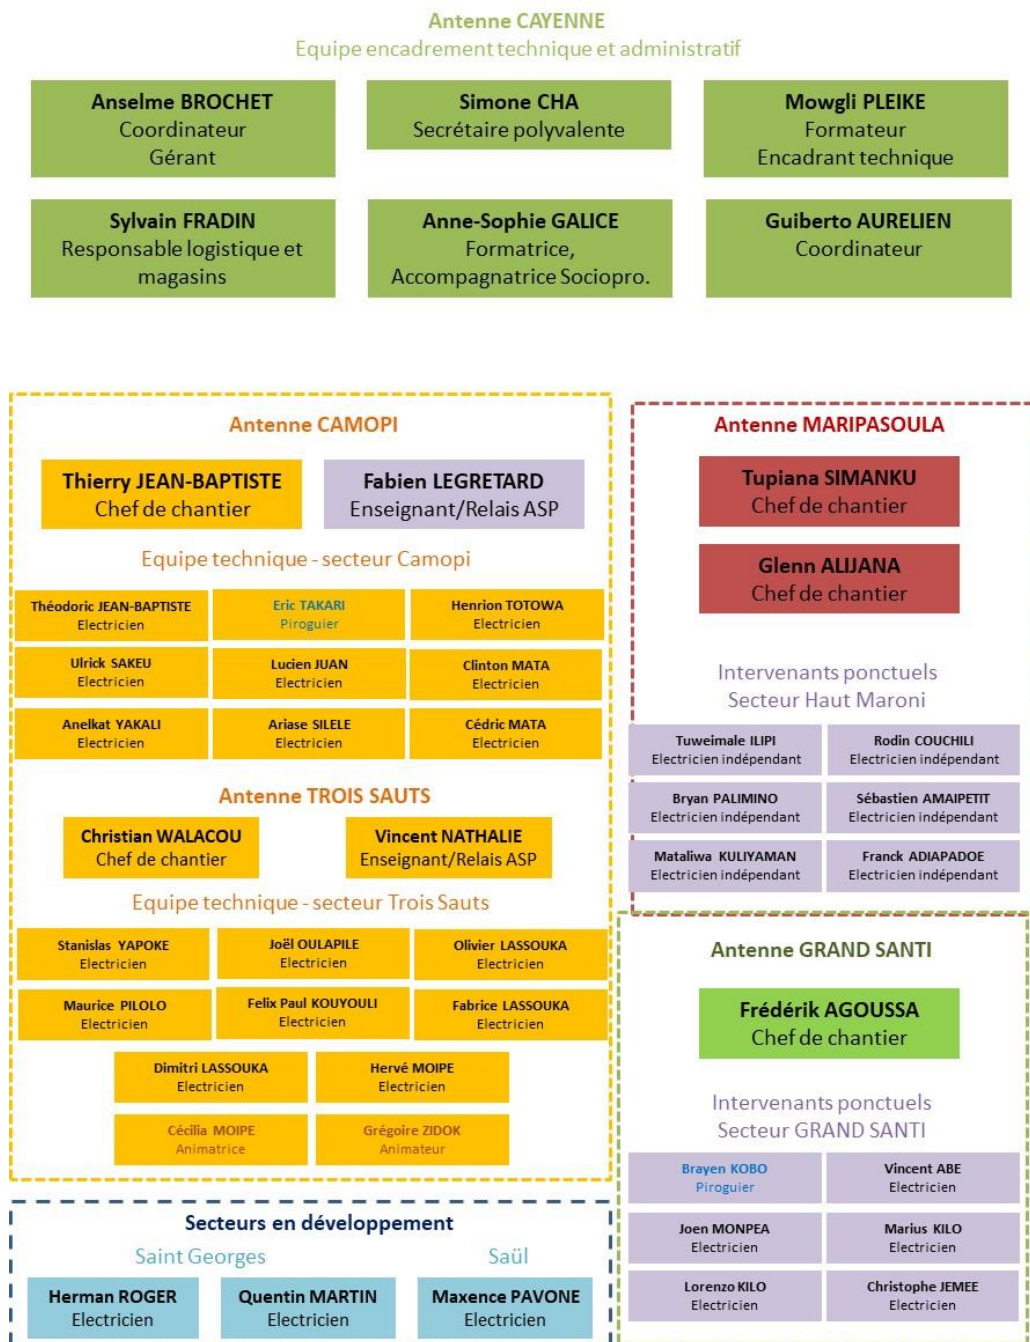 Antenne CAYENNE
Equipe encadrement technique et administratif
Anselme BROCHET
Coordinateur
Gérant
Simone CHA
Secrétaire polyvalente
Mowgli PLEIKE
Formateur
Encadrant technique
Sylvain FRADIN
Responsable logistique et
magasins
Anne-Sophie GALICE
Formatrice,
Accompagnatrice Sociopro.
Guiberto AURELIEN
Coordinateur
Antenne CAMOPI
Thierry JEAN-BAPTISTE
Chef de chantier
Fabien LEGRETARD
Enseignant/Relais ASP
Equipe technique - secteur Camopi
Théodoric JEAN-BAPTISTE
Electricien
Eric TAKARI
Piroguier
Henrion TOTOWA
Electricien
Ulrick SAKEU
Electricien
Lucien JUAN
Electricien
Clinton MATA
Electricien
Anelkat YAKALI
Electricien
Ariase SILELE
Electricien
Cédric MATA
Electricien
Antenne TROIS SAUTS
Christian WALACOU
Chef de chantier
Vincent NATHALIE
Enseignant/Relais ASP
Equipe technique - secteur Trois Sauts
Stanislas YAPOKE
Electricien
Joël OULAPILE
Electricien
Olivier LASSOUKA
Electricien
Maurice PILOLO
Electricien
Felix Paul KOUYOULI
Electricien
Fabrice LASSOUKA
Electricien
Dimitri LASSOUKA
Electricien
Hervé MOIPE
Electricien
Cécilia MOIPE
Animatrice
Grégoire ZIDOK
Animateur
Secteurs en développement
Saint Georges
Saül
Herman ROGER
Electricien
Quentin MARTIN
Electricien
Maxence PAVONE
Electricien
Antenne MARIPASOULA
Tupiana SIMANKU
Chef de chantier
Glenn ALIJANA
Chef de chantier
Intervenants ponctuels
Secteur Haut Maroni
Tuweimale ILIPI
Electricien indépendant
Rodin COUCHILI
Electricien indépendant
Bryan PALIMINO
Electricien indépendant
Sébastien AMAIPETIT
Electricien indépendant
Mataliwa KULIYAMAN
Electricien indépendant
Franck ADIAPADOE
Electricien indépendant
Antenne GRAND SANTI
Frédérik AGOUSSA
Chef de chantier
Intervenants ponctuels
Secteur GRAND SANTI
Brayen KOBO
Piroguier
Vincent ABE
Electricien
Joen MONPEA
Electricien
Marius KILO
Electricien
Lorenzo KILO
Electricien
Christophe JEMEE
Electricien